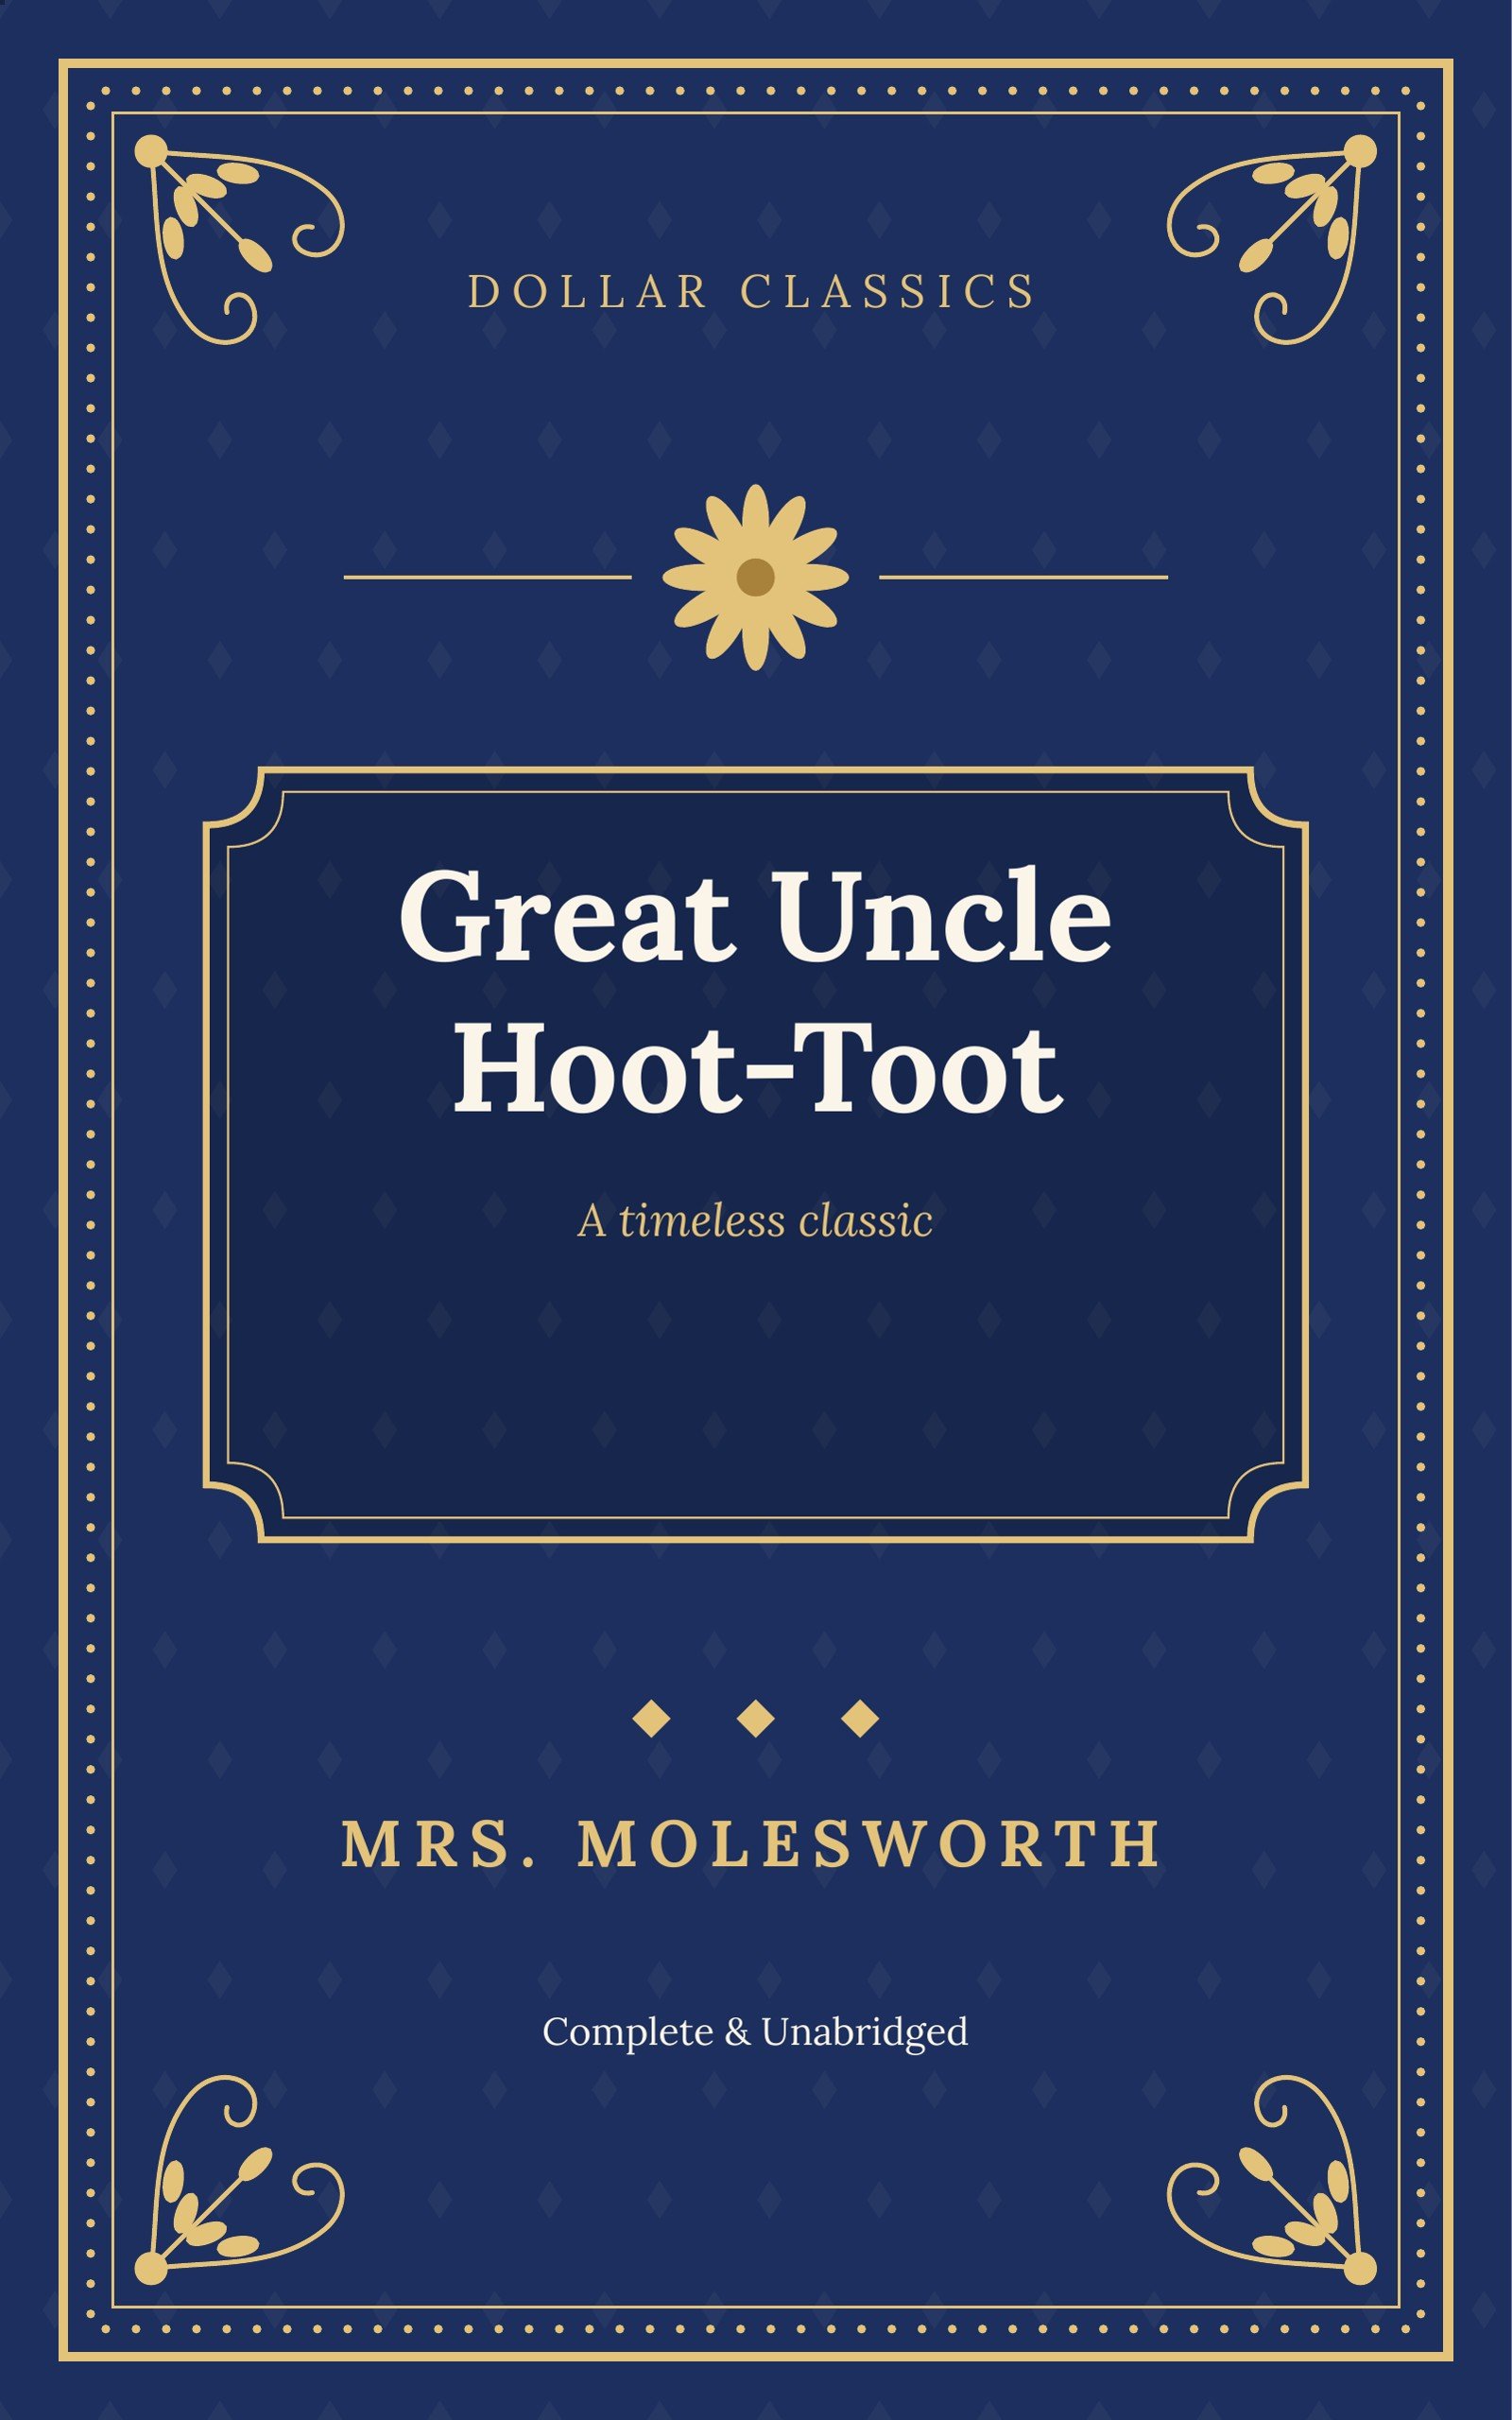 DOLLAR CLASSICS
Great Uncle
Hoot-Toot
A timeless classic
MRS. MOLESWORTH
Complete & Unabridged